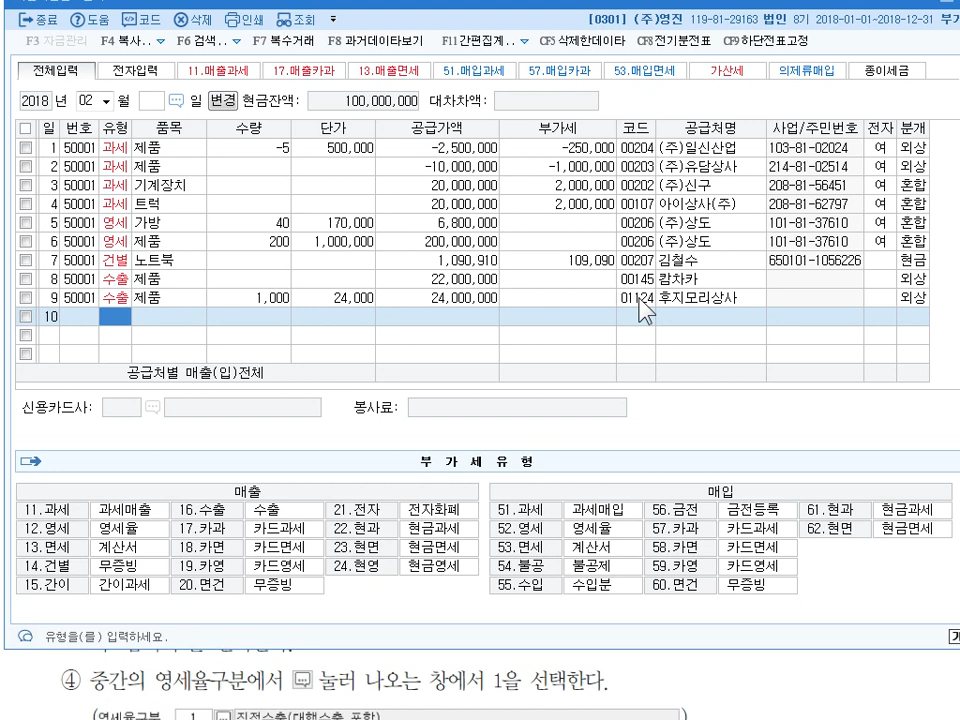 종료 도움 코드 삭제 인쇄 조회 [0301] (주)영진 119-81-29163 법인 8기 2018-01-01-2018-12-31 부가
F3 자금관리 F4 복사.. F6 검색.. F7 복수거래 F8 과거데이타보기 F11간편집계.. CF5삭제한데이타 CF8전기분전표 CF9하단전표고정
전체입력 전자입력 11.매출과세 17.매출카과 13.매출면세 51.매입과세 57.매입카과 53.매입면세 가산세 의제류매입 종이세금
2018 년 02 월 일 변경 현금잔액: 100,000,000 대차차액:
일 번호 유형 품목 수량 단가 공급가액 부가세 코드 공급처명 사업/주민번호 전자 분개
1 50001 과세 제품 -5 500,000 -2,500,000 -250,000 00204 (주)일신산업 103-81-02024 여 외상
2 50001 과세 제품 -10,000,000 -1,000,000 00203 (주)유담상사 214-81-02514 여 외상
3 50001 과세 기계장치 20,000,000 2,000,000 00202 (주)신구 208-81-56451 여 혼합
4 50001 과세 트럭 20,000,000 2,000,000 00107 아이상사(주) 208-81-62797 여 혼합
5 50001 영세 가방 40 170,000 6,800,000 00206 (주)상도 101-81-37610 여 혼합
6 50001 영세 제품 200 1,000,000 200,000,000 00206 (주)상도 101-81-37610 여 혼합
7 50001 건별 노트북 1,090,910 109,090 00207 김철수 650101-1056226 현금
8 50001 수출 제품 22,000,000 00145 캄차카 외상
9 50001 수출 제품 1,000 24,000 24,000,000 01124 후지모리상사 외상
10
공급처별 매출(입)전체
신용카드사: 봉사료:
부 가 세 유 형
매출 매입
11.과세 과세매출 16.수출 수출 21.전자 전자화폐 51.과세 과세매입 56.금전 금전등록 61.현과 현금과세
12.영세 영세율 17.카과 카드과세 22.현과 현금과세 52.영세 영세율 57.카과 카드과세 62.현면 현금면세
13.면세 계산서 18.카면 카드면세 23.현면 현금면세 53.면세 계산서 58.카면 카드면세
14.건별 무증빙 19.카영 카드영세 24.현영 현금영세 54.불공 불공제 59.카영 카드영세
15.간이 간이과세 20.면건 무증빙 55.수입 수입분 60.면건 무증빙
유형을(를) 입력하세요.
④ 중간의 영세율구분에서 눌러 나오는 창에서 1을 선택한다.
(영세율구분 1 직접수출(대행수출 포함) )